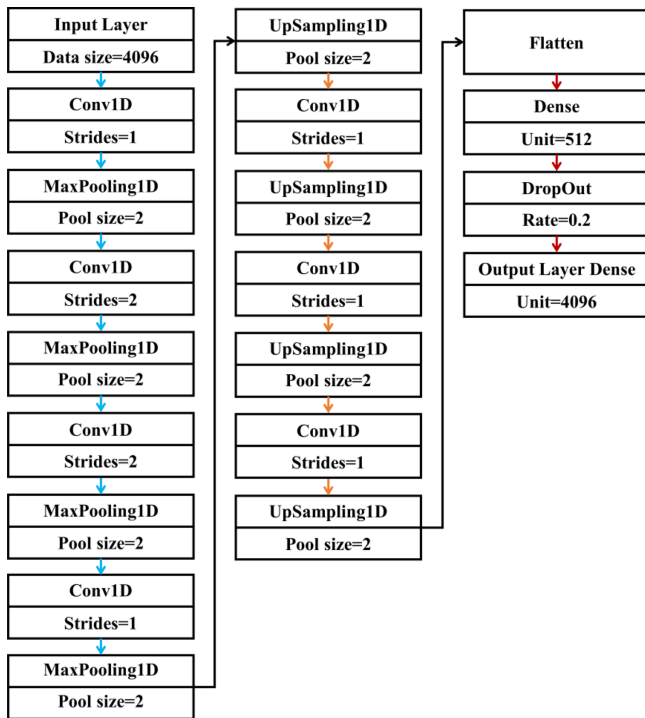 Input Layer
Data size=4096
Conv1D
Strides=1
MaxPooling1D
Pool size=2
Conv1D
Strides=2
MaxPooling1D
Pool size=2
Conv1D
Strides=2
MaxPooling1D
Pool size=2
Conv1D
Strides=1
MaxPooling1D
Pool size=2
UpSampling1D
Pool size=2
Conv1D
Strides=1
UpSampling1D
Pool size=2
Conv1D
Strides=1
UpSampling1D
Pool size=2
Conv1D
Strides=1
UpSampling1D
Pool size=2
Flatten
Dense
Unit=512
DropOut
Rate=0.2
Output Layer Dense
Unit=4096